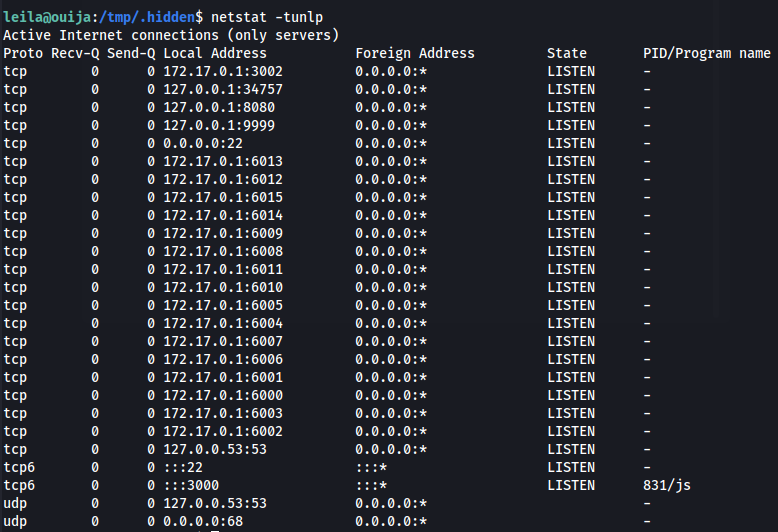 leila@ouija:/tmp/.hidden$ netstat -tunlp
Active Internet connections (only servers)
Proto Recv-Q Send-Q Local Address           Foreign Address         State       PID/Program name
tcp        0      0 172.17.0.1:3002         0.0.0.0:*               LISTEN      -
tcp        0      0 127.0.0.1:34757         0.0.0.0:*               LISTEN      -
tcp        0      0 127.0.0.1:8080          0.0.0.0:*               LISTEN      -
tcp        0      0 127.0.0.1:9999          0.0.0.0:*               LISTEN      -
tcp        0      0 0.0.0.0:22              0.0.0.0:*               LISTEN      -
tcp        0      0 172.17.0.1:6013         0.0.0.0:*               LISTEN      -
tcp        0      0 172.17.0.1:6012         0.0.0.0:*               LISTEN      -
tcp        0      0 172.17.0.1:6015         0.0.0.0:*               LISTEN      -
tcp        0      0 172.17.0.1:6014         0.0.0.0:*               LISTEN      -
tcp        0      0 172.17.0.1:6009         0.0.0.0:*               LISTEN      -
tcp        0      0 172.17.0.1:6008         0.0.0.0:*               LISTEN      -
tcp        0      0 172.17.0.1:6011         0.0.0.0:*               LISTEN      -
tcp        0      0 172.17.0.1:6010         0.0.0.0:*               LISTEN      -
tcp        0      0 172.17.0.1:6005         0.0.0.0:*               LISTEN      -
tcp        0      0 172.17.0.1:6004         0.0.0.0:*               LISTEN      -
tcp        0      0 172.17.0.1:6007         0.0.0.0:*               LISTEN      -
tcp        0      0 172.17.0.1:6006         0.0.0.0:*               LISTEN      -
tcp        0      0 172.17.0.1:6001         0.0.0.0:*               LISTEN      -
tcp        0      0 172.17.0.1:6000         0.0.0.0:*               LISTEN      -
tcp        0      0 172.17.0.1:6003         0.0.0.0:*               LISTEN      -
tcp        0      0 172.17.0.1:6002         0.0.0.0:*               LISTEN      -
tcp        0      0 127.0.0.53:53           0.0.0.0:*               LISTEN      -
tcp6       0      0 :::22                   :::*                    LISTEN      -
tcp6       0      0 :::3000                 :::*                    LISTEN      831/js
udp        0      0 127.0.0.53:53           0.0.0.0:*                           -
udp        0      0 0.0.0.0:68              0.0.0.0:*                           -